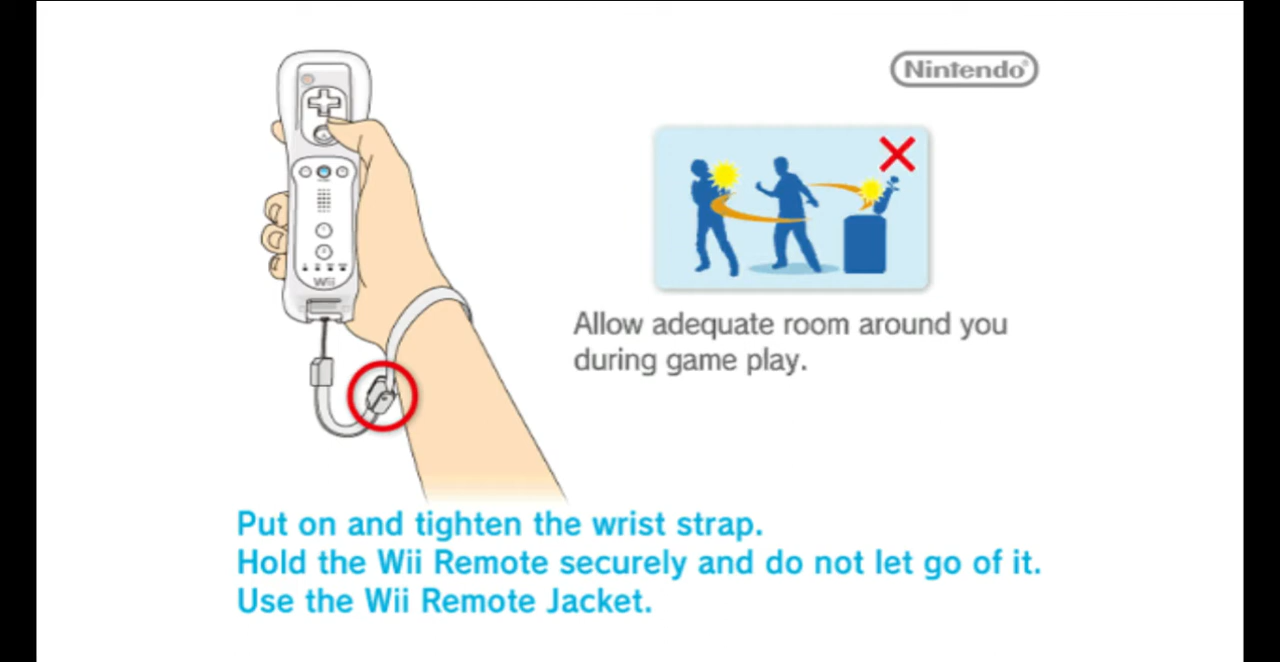 Nintendo®
Allow adequate room around you
during game play.
Wii
Put on and tighten the wrist strap.
Hold the Wii Remote securely and do not let go of it.
Use the Wii Remote Jacket.